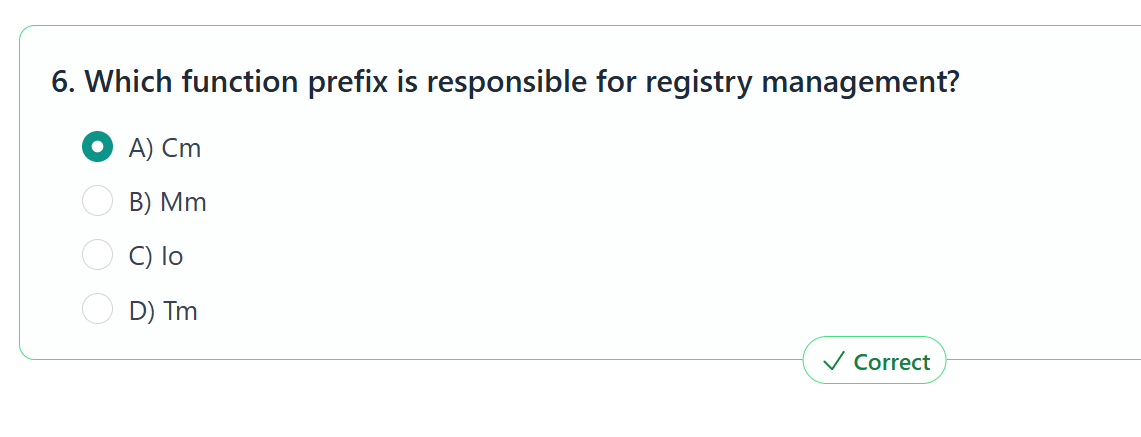 6. Which function prefix is responsible for registry management?
A) Cm
B) Mm
C) Io
D) Tm
Correct